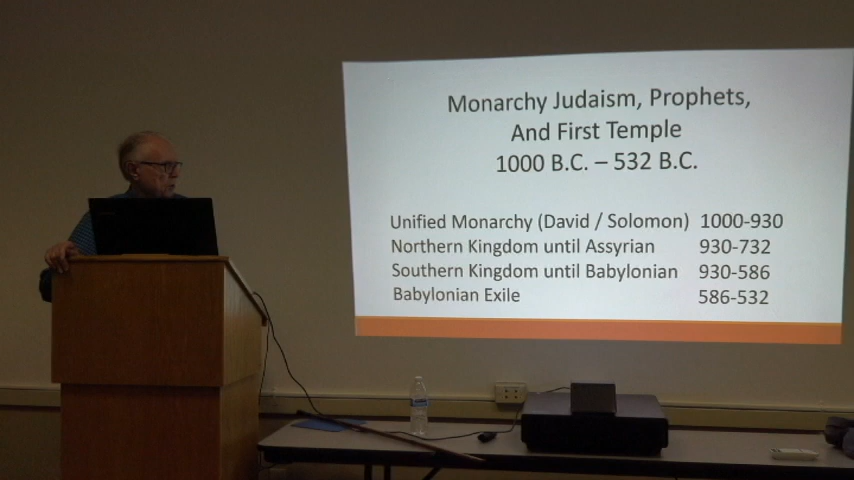 Monarchy Judaism, Prophets,
And First Temple
1000 B.C. – 532 B.C.
Unified Monarchy (David / Solomon) 1000-930
Northern Kingdom until Assyrian 930-732
Southern Kingdom until Babylonian 930-586
Babylonian Exile 586-532